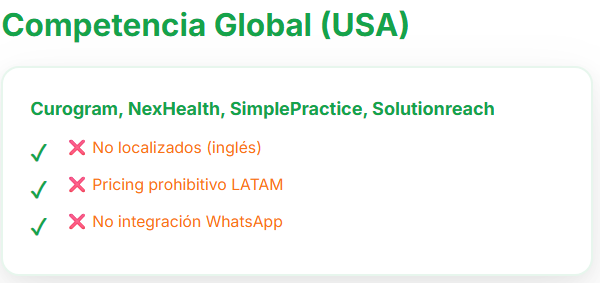 Competencia Global (USA)
Curogram, NexHealth, SimplePractice, Solutionreach
✓ ❌ No localizados (inglés)
✓ ❌ Pricing prohibitivo LATAM
✓ ❌ No integración WhatsApp